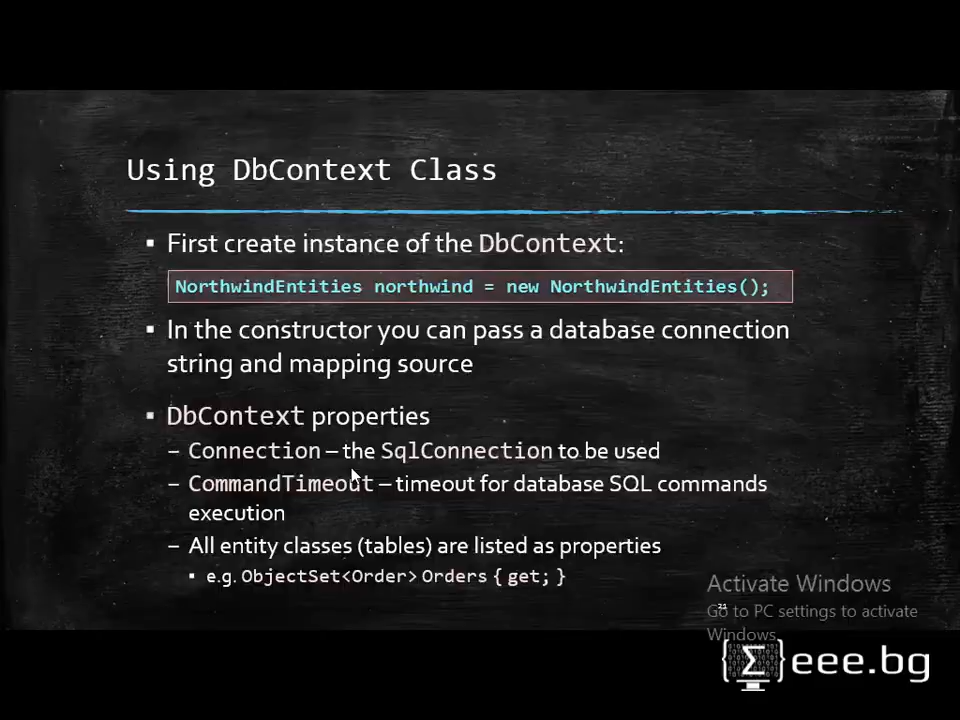 Using DbContext Class
▪ First create instance of the DbContext:
NorthwindEntities northwind = new NorthwindEntities();
▪ In the constructor you can pass a database connection
string and mapping source
▪ DbContext properties
– Connection – the SqlConnection to be used
– CommandTimeout – timeout for database SQL commands
execution
– All entity classes (tables) are listed as properties
▪ e.g. ObjectSet<Order> Orders { get; }
Activate Windows
Go to PC settings to activate
Windows.
21
eee.bg